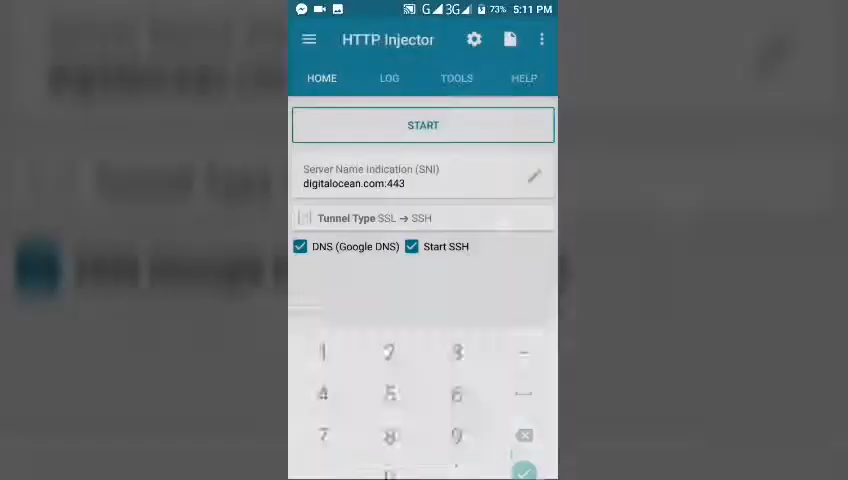 G 3G 73% 5:11 PM
HTTP Injector
HOME LOG TOOLS HELP
START
Server Name Indication (SNI)
digitalocean.com:443
Tunnel Type SSL ➔ SSH
DNS (Google DNS) Start SSH
1 2 3 -
4 5 6
7 8 9